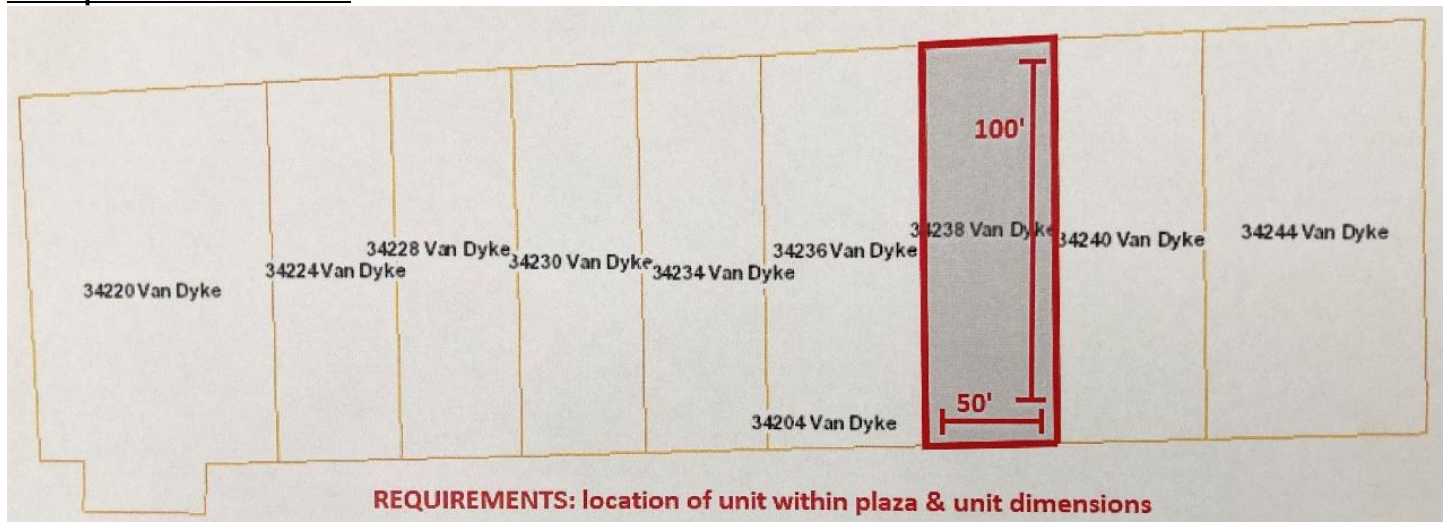 100'
34238 Van Dyke
34244 Van Dyke
34240 Van Dyke
34228 Van Dyke
34236 Van Dyke
34230 Van Dyke
34224 Van Dyke
34234 Van Dyke
34220 Van Dyke
50'
34204 Van Dyke
REQUIREMENTS: location of unit within plaza & unit dimensions